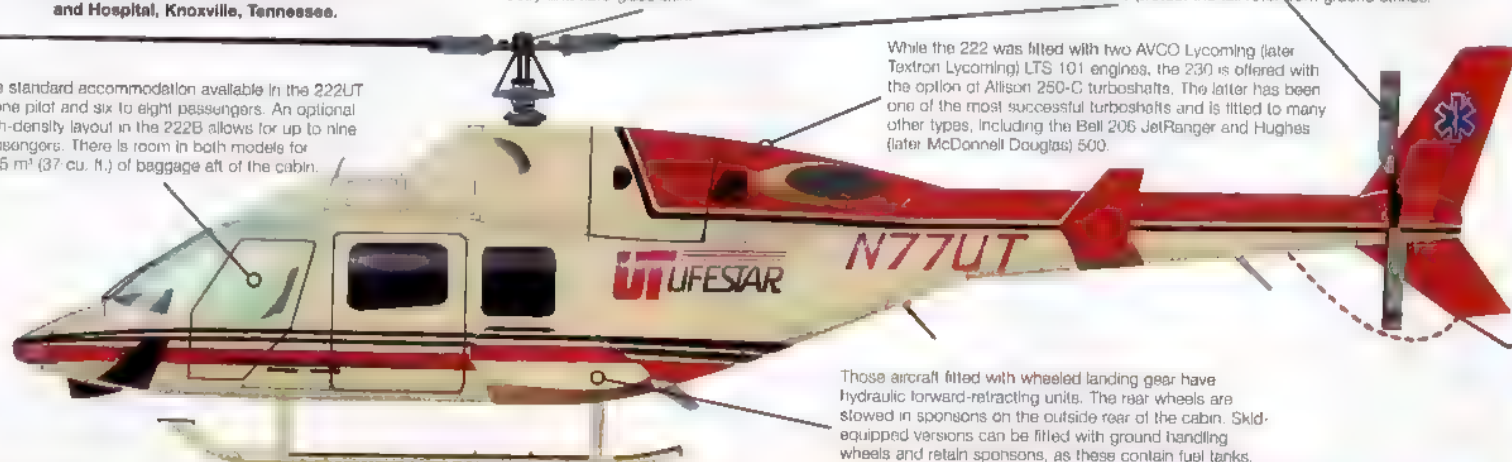 and Hospital, Knoxville, Tennessee.
standard accommodation available in the 222UT
one pilot and six to eight passengers. An optional
density layout in the 222B allows for up to nine
There is room in both models for
m³ (37 cu. ft.) of baggage aft of the cabin.
While the 222 was fitted with two AVCO Lycoming (later
Textron Lycoming) LTS 101 engines, the 230 is offered with
the option of Allison 250-C turboshafts. The latter has been
one of the most successful turboshafts and is fitted to many
other types, including the Bell 206 JetRanger and Hughes
(later McDonnell Douglas) 500.
N77UT
UT LIFESTAR
Those aircraft fitted with wheeled landing gear have
hydraulic forward-retracting units. The rear wheels are
stowed in sponsons on the outside rear of the cabin. Skid-
equipped versions can be fitted with ground handling
wheels and retain sponsons, as these contain fuel tanks.